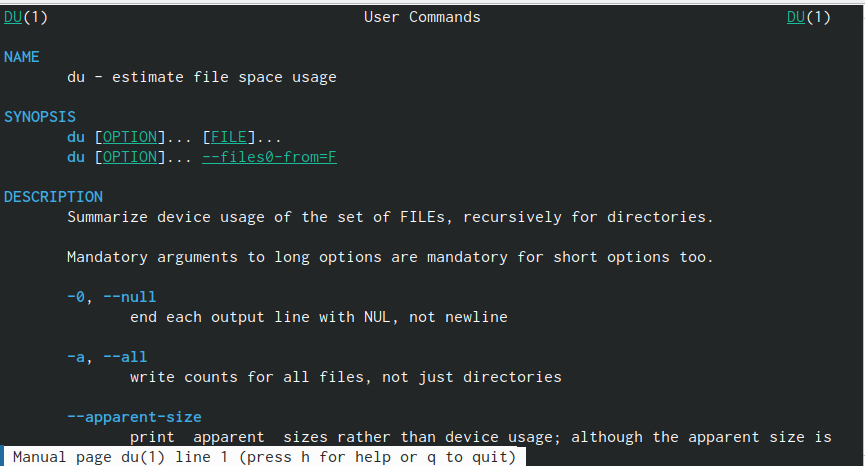 DU(1) User Commands DU(1)
NAME
du - estimate file space usage
SYNOPSIS
du [OPTION]... [FILE]...
du [OPTION]... --files0-from=F
DESCRIPTION
Summarize device usage of the set of FILEs, recursively for directories.
Mandatory arguments to long options are mandatory for short options too.
-0, --null
end each output line with NUL, not newline
-a, --all
write counts for all files, not just directories
--apparent-size
print apparent sizes rather than device usage; although the apparent size is
Manual page du(1) line 1 (press h for help or q to quit)